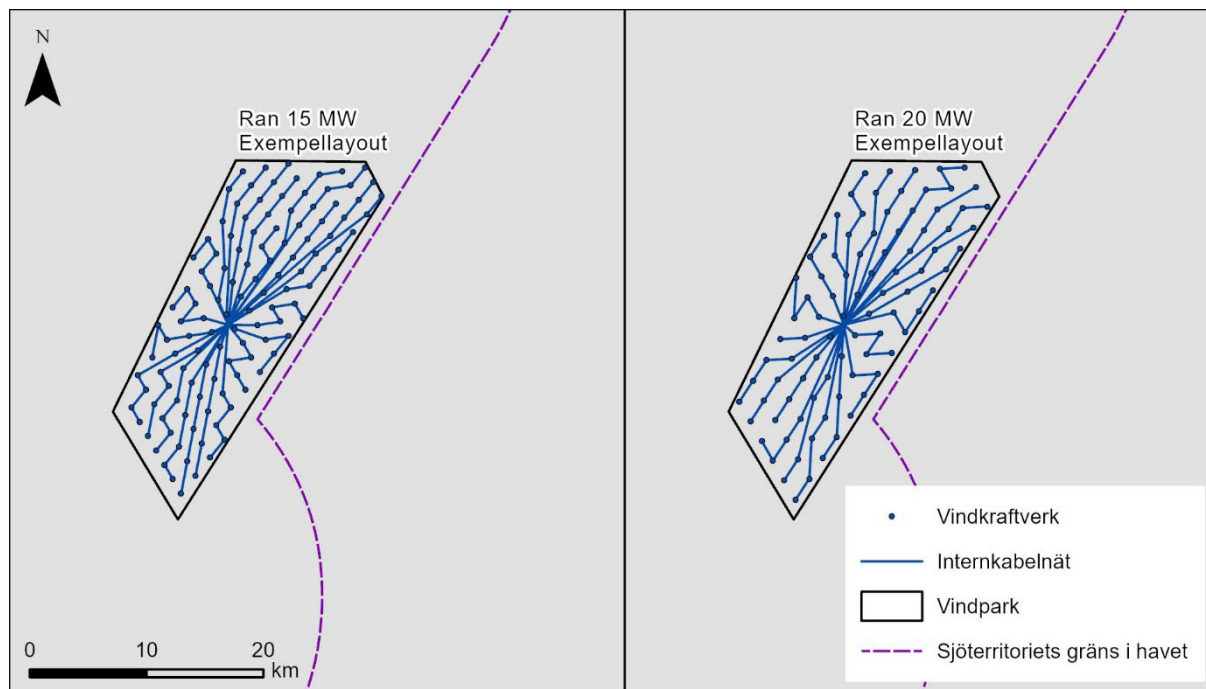 N
Ran 15 MW
Exempellayout
Ran 20 MW
Exempellayout
Vindkraftverk
Internkabelnät
Vindpark
Sjöterritoriets gräns i havet
0 10 20
km